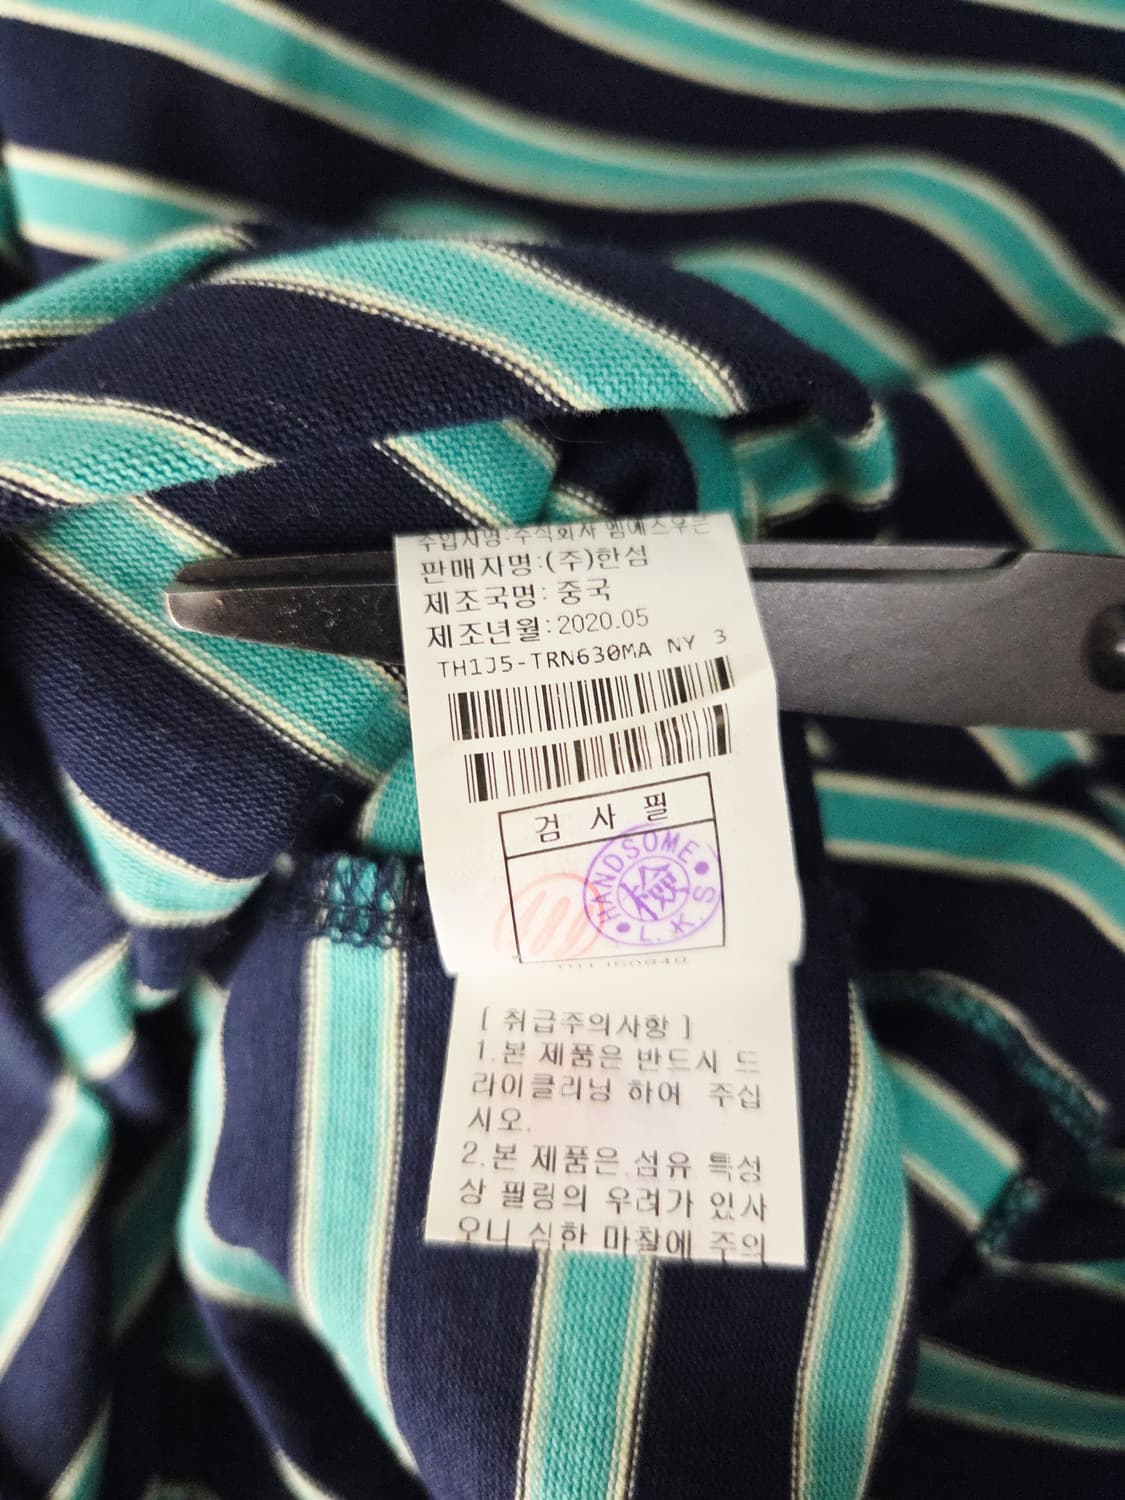 수입자명:주식회사 엠에스우븐
판매자명:(주)한섬
제조국명: 중국
제조년월:2020.05
TH1J5-TRN630MA NY 3
검 사 필
HANDSOME
檢
L.K.S
[ 취급주의사항 ]
1.본 제품은 반드시 드
라이클리닝 하여 주십
시오.
2.본 제품은 섬유 특성
상 필링의 우려가 있사
오니 심한 마찰에 주의